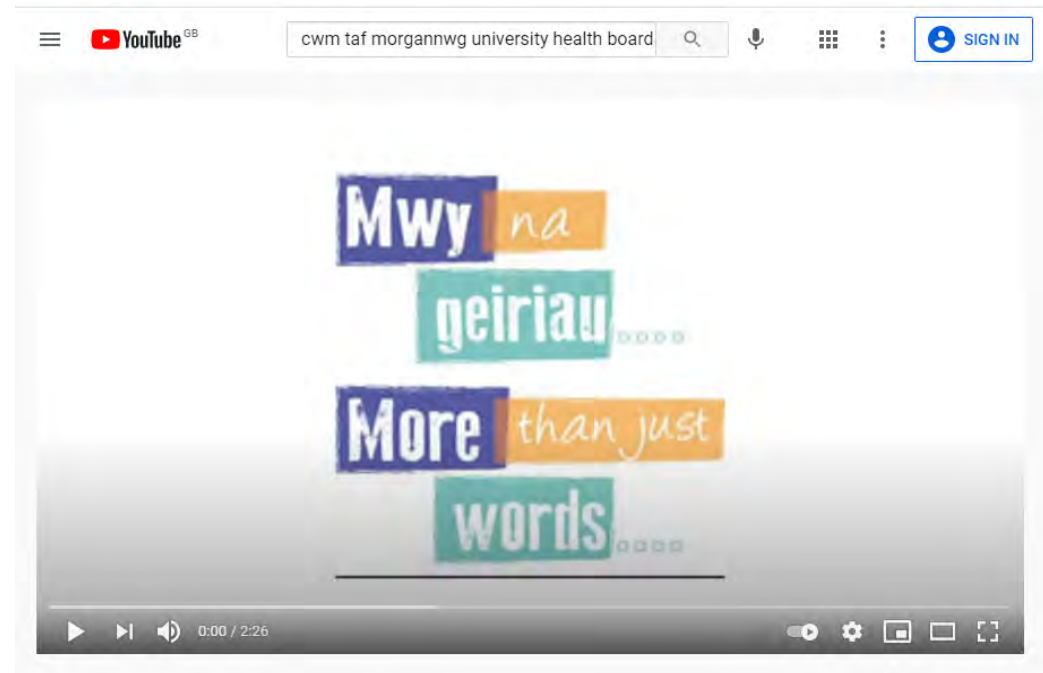 YouTube GB
cwm taf morgannwg university health board
SIGN IN
Mwy na
geiriau....
More than just
words....
0:00 / 2:26